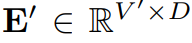 𝐄′ ∈ ℝ^{V′×D}